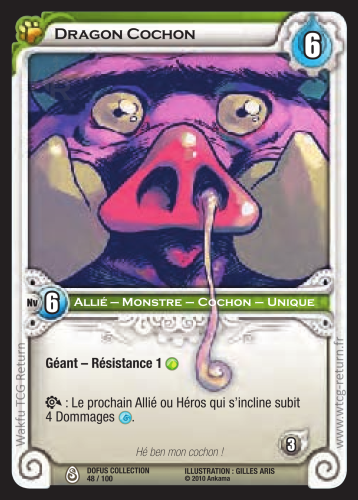 DRAGON COCHON
6
Nv 6 ALLIÉ – MONSTRE – COCHON – UNIQUE
Géant – Résistance 1
: Le prochain Allié ou Héros qui s'incline subit
4 Dommages .
Hé ben mon cochon !
3
DOFUS COLLECTION
48 / 100
ILLUSTRATION : GILLES ARIS
© 2010 Ankama
Wakfu TCG Return
www.wtcg-return.fr